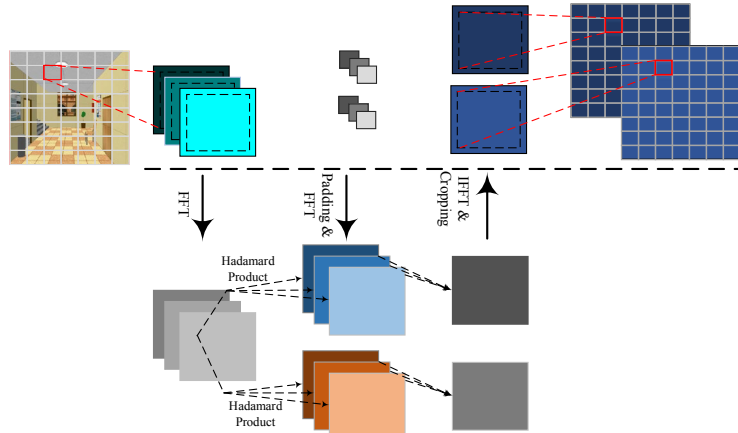 FFT
Padding &
FFT
IFFT &
Cropping
Hadamard
Product
Hadamard
Product